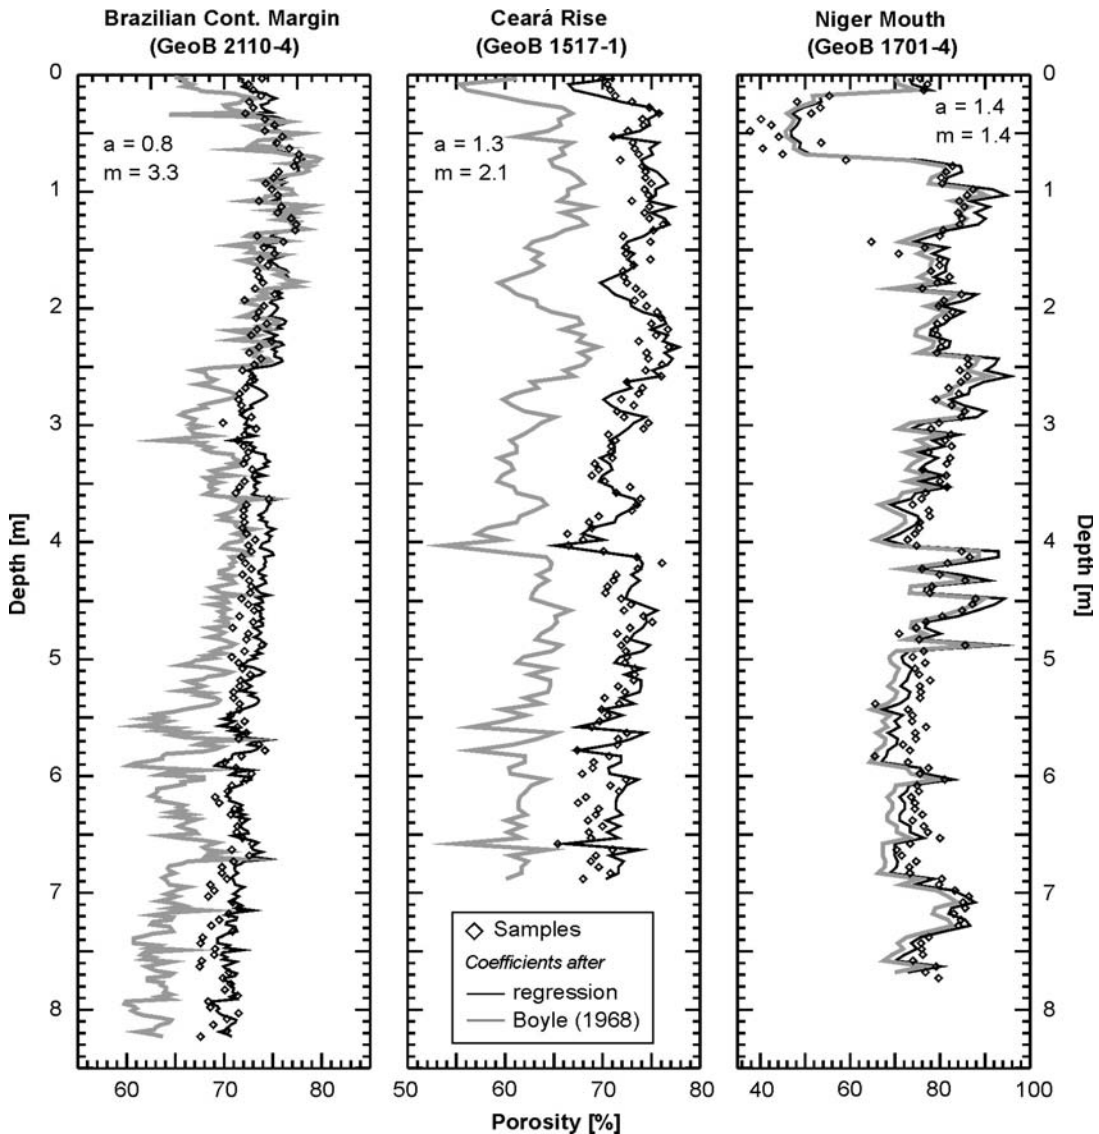 Brazilian Cont. Margin
(GeoB 2110-4)
Ceará Rise
(GeoB 1517-1)
Niger Mouth
(GeoB 1701-4)
0
0
a = 0.8
m = 3.3
a = 1.3
m = 2.1
a = 1.4
m = 1.4
1
1
2
2
3
3
4
4
Depth [m]
Depth
[m]
5
5
6
6
7
7
8
8
Samples
Coefficients after
regression
Boyle (1968)
60 70 80 50 60 70 80 40 60 80 100
Porosity [%]